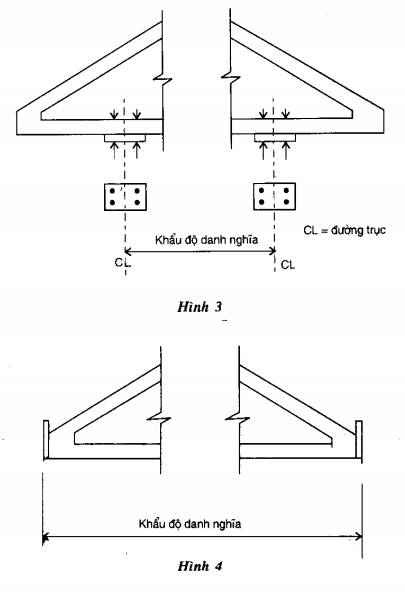 Khẩu độ danh nghĩa
CL = đường trục
CL
CL
Hình 3
Khẩu độ danh nghĩa
Hình 4